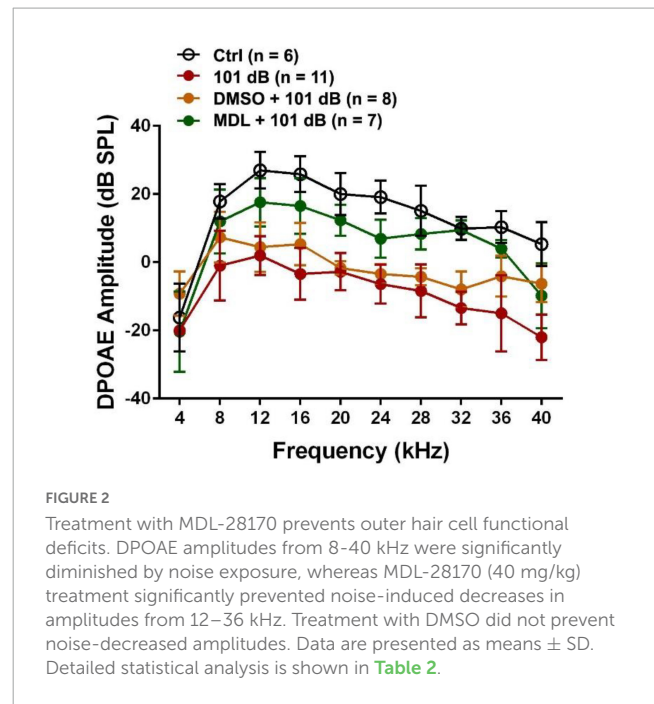 Ctrl (n = 6)
101 dB (n = 11)
DMSO + 101 dB (n = 8)
MDL + 101 dB (n = 7)
40
20
0
-20
-40
DPOAE Amplitude (dB SPL)
4 8 12 16 20 24 28 32 36 40
Frequency (kHz)
FIGURE 2
Treatment with MDL-28170 prevents outer hair cell functional
deficits. DPOAE amplitudes from 8-40 kHz were significantly
diminished by noise exposure, whereas MDL-28170 (40 mg/kg)
treatment significantly prevented noise-induced decreases in
amplitudes from 12–36 kHz. Treatment with DMSO did not prevent
noise-decreased amplitudes. Data are presented as means ± SD.
Detailed statistical analysis is shown in Table 2.